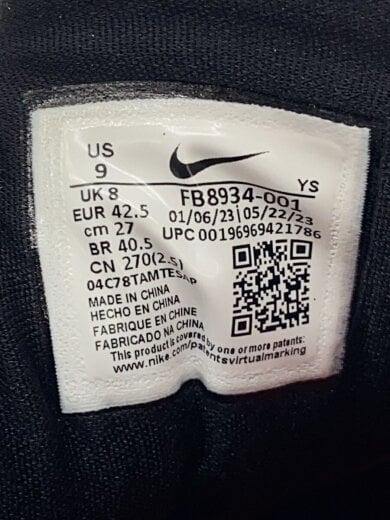 US
9
YS
UK 8
FB8934-001
EUR 42.5
01/06/23|05/22/23
cm 27
UPC 00196969421786
BR 40.5
CN 270(2.5)
04C78TAMTESAP
MADE IN CHINA
HECHO EN CHINA
FABRIQUE EN CHINE
FABRICADO NA CHINA
This product is covered by one or more patents
www.nike.com/patentsvirtualmarking